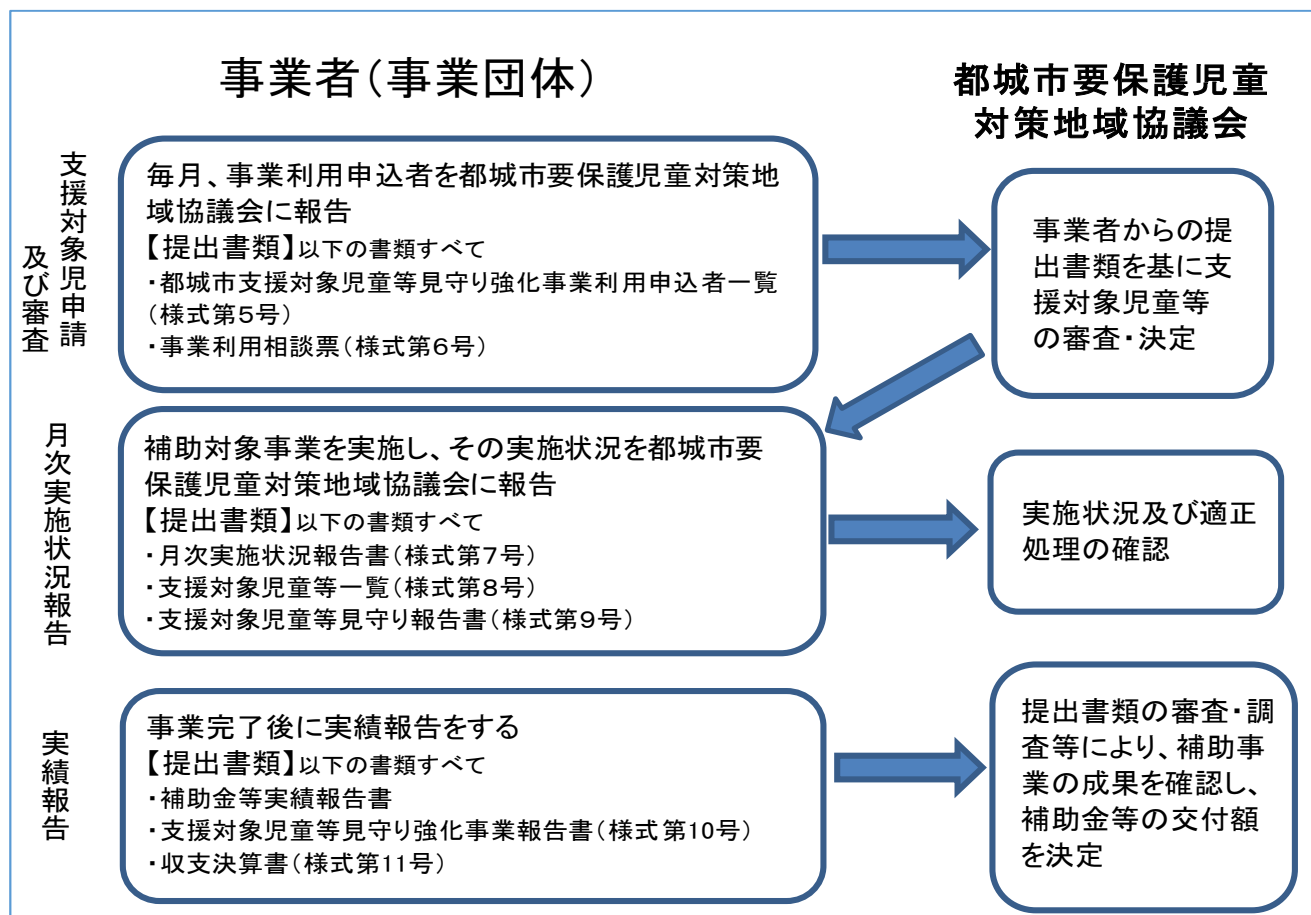 事業者(事業団体)
都城市要保護児童
対策地域協議会
支援対象児申請
及び審査
毎月、事業利用申込者を都城市要保護児童対策地
域協議会に報告
【提出書類】以下の書類すべて
・都城市支援対象児童等見守り強化事業利用申込者一覧
(様式第5号)
・事業利用相談票(様式第6号)
事業者からの提
出書類を基に支
援対象児童等
の審査・決定
月次実施状況報告
補助対象事業を実施し、その実施状況を都城市要
保護児童対策地域協議会に報告
【提出書類】以下の書類すべて
・月次実施状況報告書(様式第7号)
・支援対象児童等一覧(様式第8号)
・支援対象児童等見守り報告書(様式第9号)
実施状況及び適正
処理の確認
実績報告
事業完了後に実績報告をする
【提出書類】以下の書類すべて
・補助金等実績報告書
・支援対象児童等見守り強化事業報告書(様式第10号)
・収支決算書(様式第11号)
提出書類の審査・調
査等により、補助事
業の成果を確認し、
補助金等の交付額
を決定